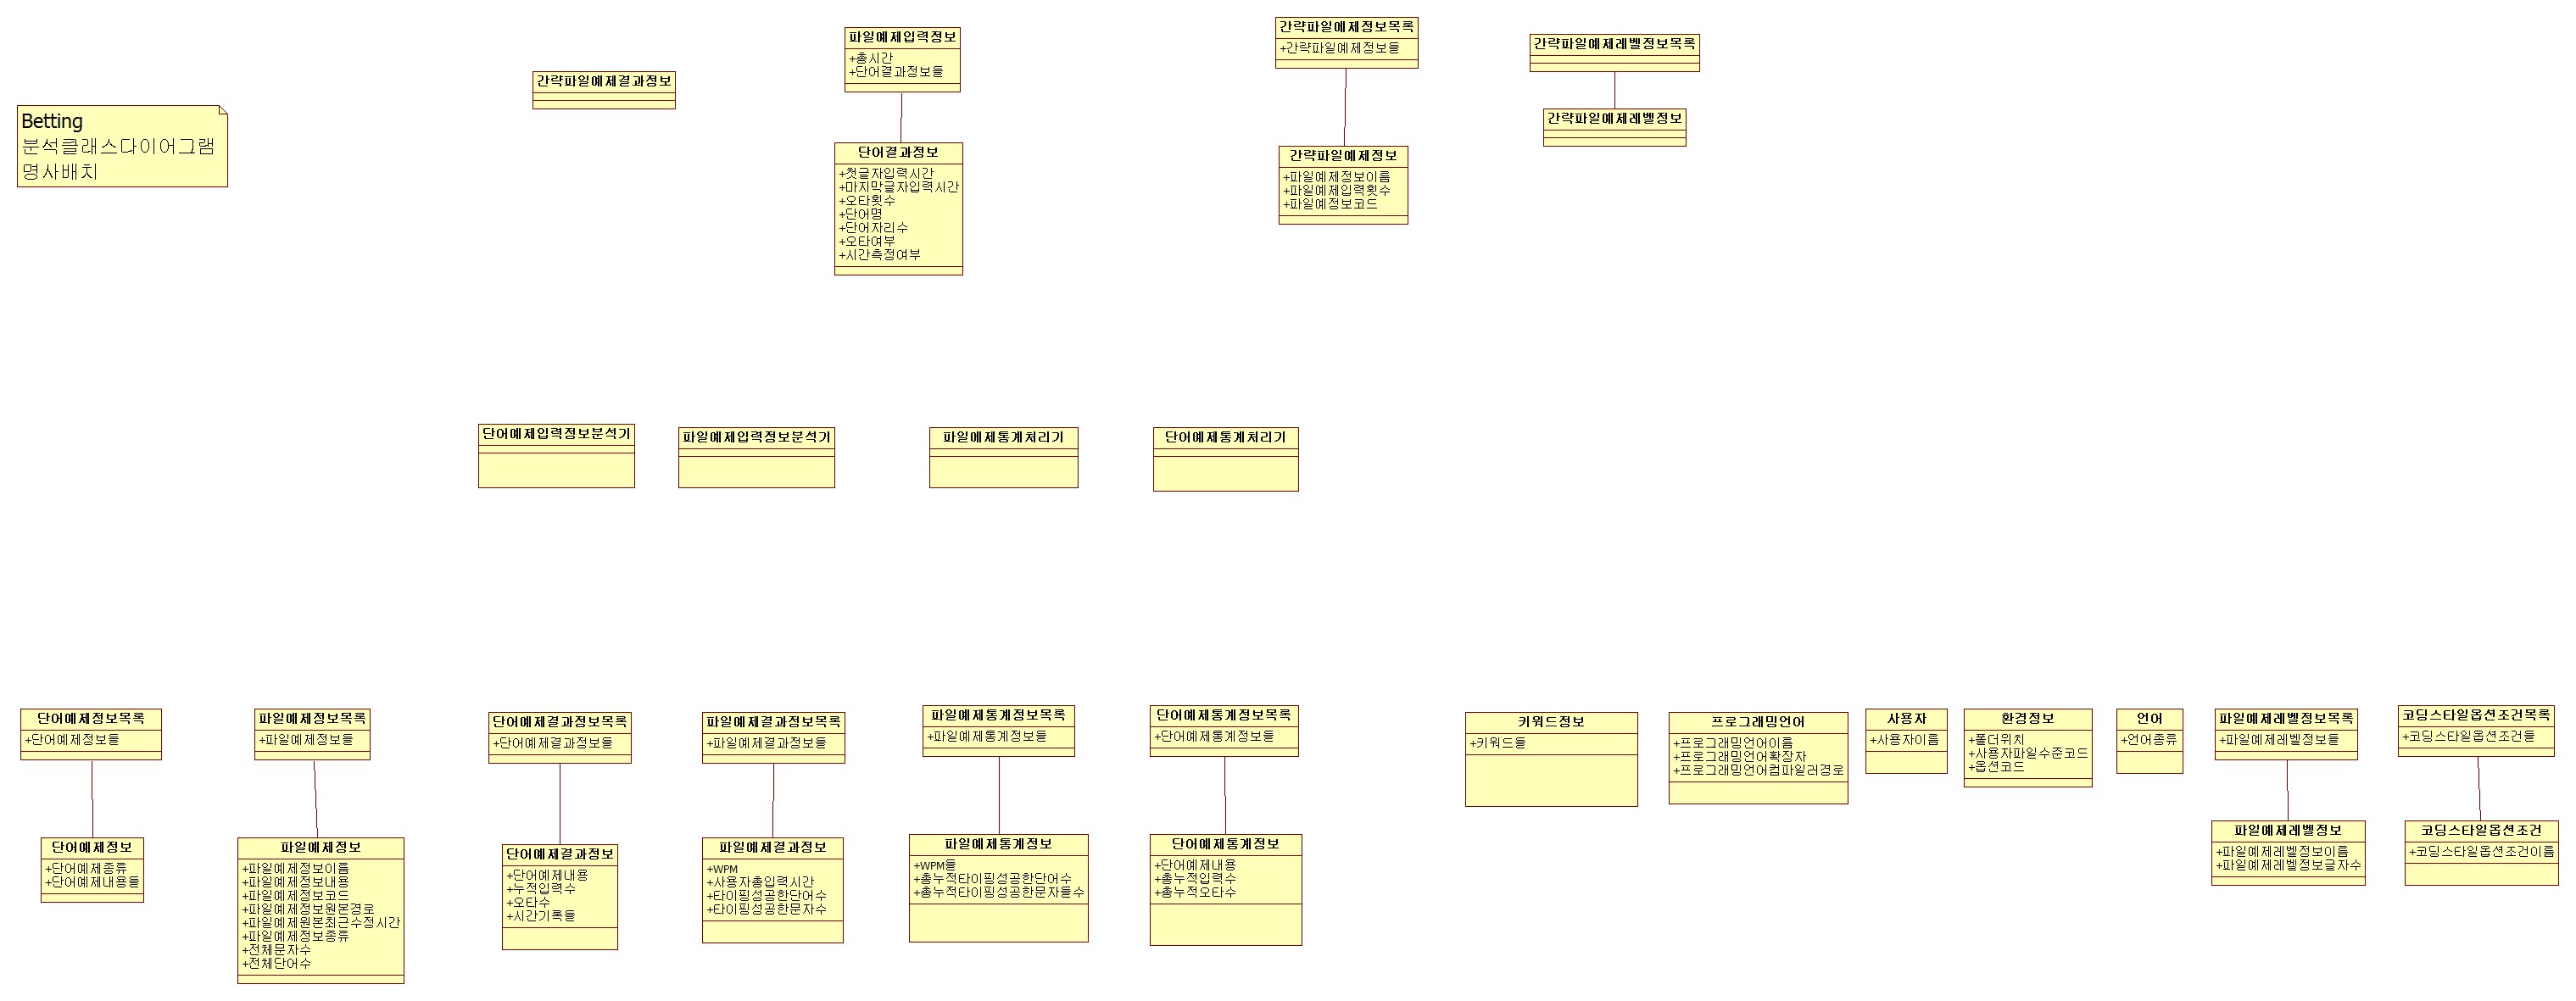 Betting
분석클래스다이어그램
명사배치
간략파일예제결과정보
파일예제입력정보
+총시간
+단어결과정보들
단어결과정보
+첫글자입력시간
+마지막글자입력시간
+오타횟수
+단어명
+단어자리수
+오타여부
+시간측정여부
간략파일예제정보목록
+간략파일예제정보들
간략파일예제정보
+파일예제정보이름
+파일예제입력횟수
+파일예정보코드
간략파일예제레벨정보목록
간략파일예제레벨정보
단어예제입력정보분석기
파일예제입력정보분석기
파일예제통계처리기
단어예제통계처리기
단어예제정보목록
+단어예제정보들
단어예제정보
+단어예제종류
+단어예제내용들
파일예제정보목록
+파일예제정보들
파일예제정보
+파일예제정보이름
+파일예제정보내용
+파일예제정보코드
+파일예제정보원본경로
+파일예제원본최근수정시간
+파일예제정보종류
+전체문자수
+전체단어수
단어예제결과정보목록
+단어예제결과정보들
단어예제결과정보
+단어예제내용
+누적입력수
+오타수
+시간기록들
파일예제결과정보목록
+파일예제결과정보들
파일예제결과정보
+WPM
+사용자총입력시간
+타이핑성공한단어수
+타이핑성공한문자수
파일예제통계정보목록
+파일예제통계정보들
파일예제통계정보
+WPM들
+총누적타이핑성공한단어수
+총누적타이핑성공한문자들수
단어예제통계정보목록
+단어예제통계정보들
단어예제통계정보
+단어예제내용
+총누적입력수
+총누적오타수
키워드정보
+키워드들
프로그래밍언어
+프로그래밍언어이름
+프로그래밍언어확장자
+프로그래밍언어컴파일러경로
사용자
+사용자이름
환경정보
+폴더위치
+사용자파일수준코드
+옵션코드
언어
+언어종류
파일예제레벨정보목록
+파일예제레벨정보들
파일예제레벨정보
+파일예제레벨정보이름
+파일예제레벨정보글자수
코딩스타일옵션조건목록
+코딩스타일옵션조건들
코딩스타일옵션조건
+코딩스타일옵션조건이름